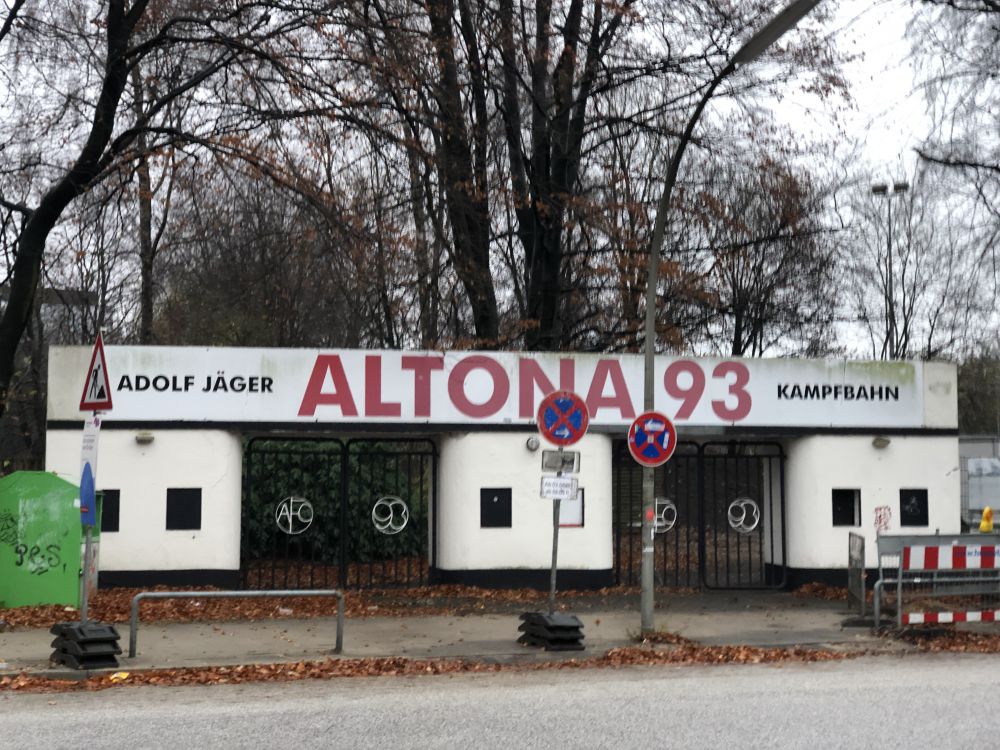 ADOLF JÄGER
ALTONA 93
KAMPFBAHN
AFC
93
93